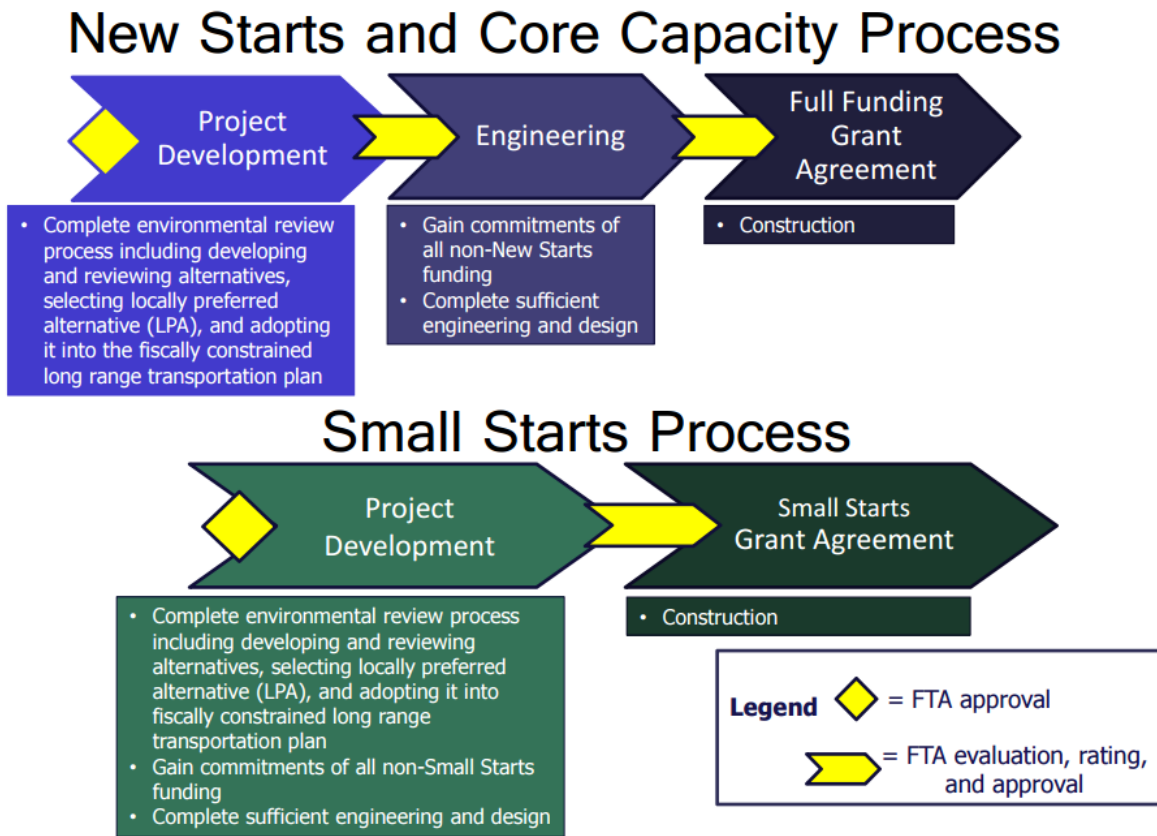 New Starts and Core Capacity Process
Project
Development
Engineering
Full Funding
Grant
Agreement
• Complete environmental review
process including developing
and reviewing alternatives,
selecting locally preferred
alternative (LPA), and adopting
it into the fiscally constrained
long range transportation plan
• Gain commitments of
all non-New Starts
funding
• Complete sufficient
engineering and design
• Construction
Small Starts Process
Project
Development
Small Starts
Grant Agreement
• Complete environmental review process
including developing and reviewing
alternatives, selecting locally preferred
alternative (LPA), and adopting it into
fiscally constrained long range
transportation plan
• Gain commitments of all non-Small Starts
funding
• Complete sufficient engineering and design
• Construction
Legend
= FTA approval
= FTA evaluation, rating,
and approval